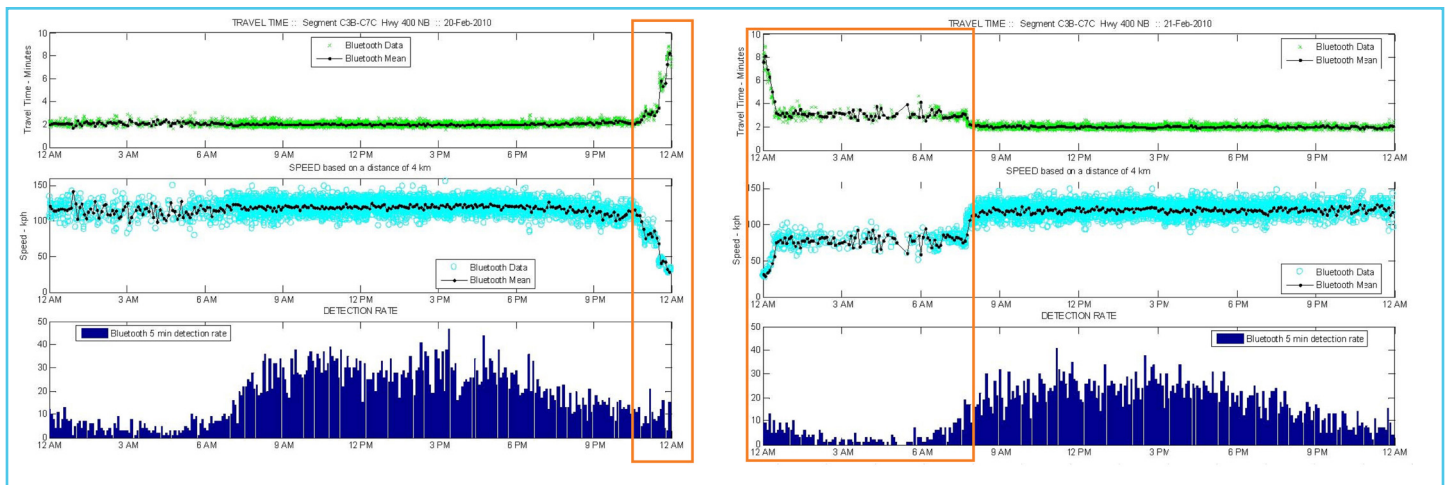 TRAVEL TIME :: Segment C3B-C7C Hwy 400 NB :: 20-Feb-2010
Travel Time - Minutes
10
8
6
4
2
0
Bluetooth Data
Bluetooth Mean
12 AM 3 AM 6 AM 9 AM 12 PM 3 PM 6 PM 9 PM 12 AM
SPEED based on a distance of 4 km
Speed - kph
150
100
50
0
Bluetooth Data
Bluetooth Mean
12 AM 3 AM 6 AM 9 AM 12 PM 3 PM 6 PM 9 PM 12 AM
DETECTION RATE
50
40
30
20
10
0
Bluetooth 5 min detection rate
12 AM 3 AM 6 AM 9 AM 12 PM 3 PM 6 PM 9 PM 12 AM
TRAVEL TIME :: Segment C3B-C7C Hwy 400 NB :: 21-Feb-2010
Travel Time - Minutes
10
8
6
4
2
0
Bluetooth Data
Bluetooth Mean
12 AM 3 AM 6 AM 9 AM 12 PM 3 PM 6 PM 9 PM 12 AM
SPEED based on a distance of 4 km
Speed - kph
150
100
50
0
Bluetooth Data
Bluetooth Mean
12 AM 3 AM 6 AM 9 AM 12 PM 3 PM 6 PM 9 PM 12 AM
DETECTION RATE
50
40
30
20
10
0
Bluetooth 5 min detection rate
12 AM 3 AM 6 AM 9 AM 12 PM 3 PM 6 PM 9 PM 12 AM